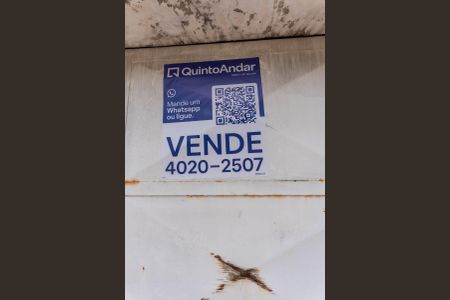 QuintoAndar
Mande um
Whatsapp
ou ligue.
VENDE
4020-2507